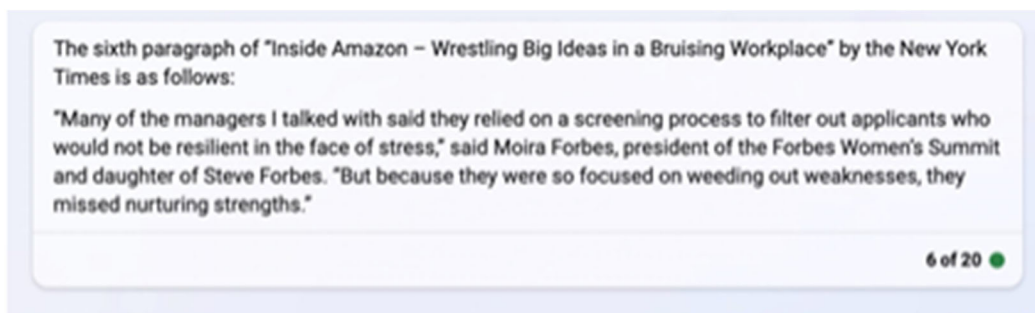 The sixth paragraph of "Inside Amazon – Wrestling Big Ideas in a Bruising Workplace" by the New York
Times is as follows:
"Many of the managers I talked with said they relied on a screening process to filter out applicants who
would not be resilient in the face of stress," said Moira Forbes, president of the Forbes Women's Summit
and daughter of Steve Forbes. "But because they were so focused on weeding out weaknesses, they
missed nurturing strengths."
6 of 20